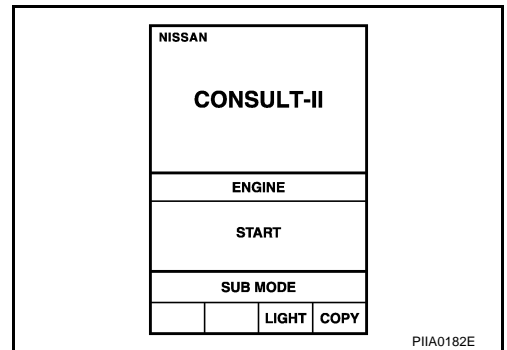 NISSAN
CONSULT-II
ENGINE
START
SUB MODE
LIGHT COPY
PIIA0182E